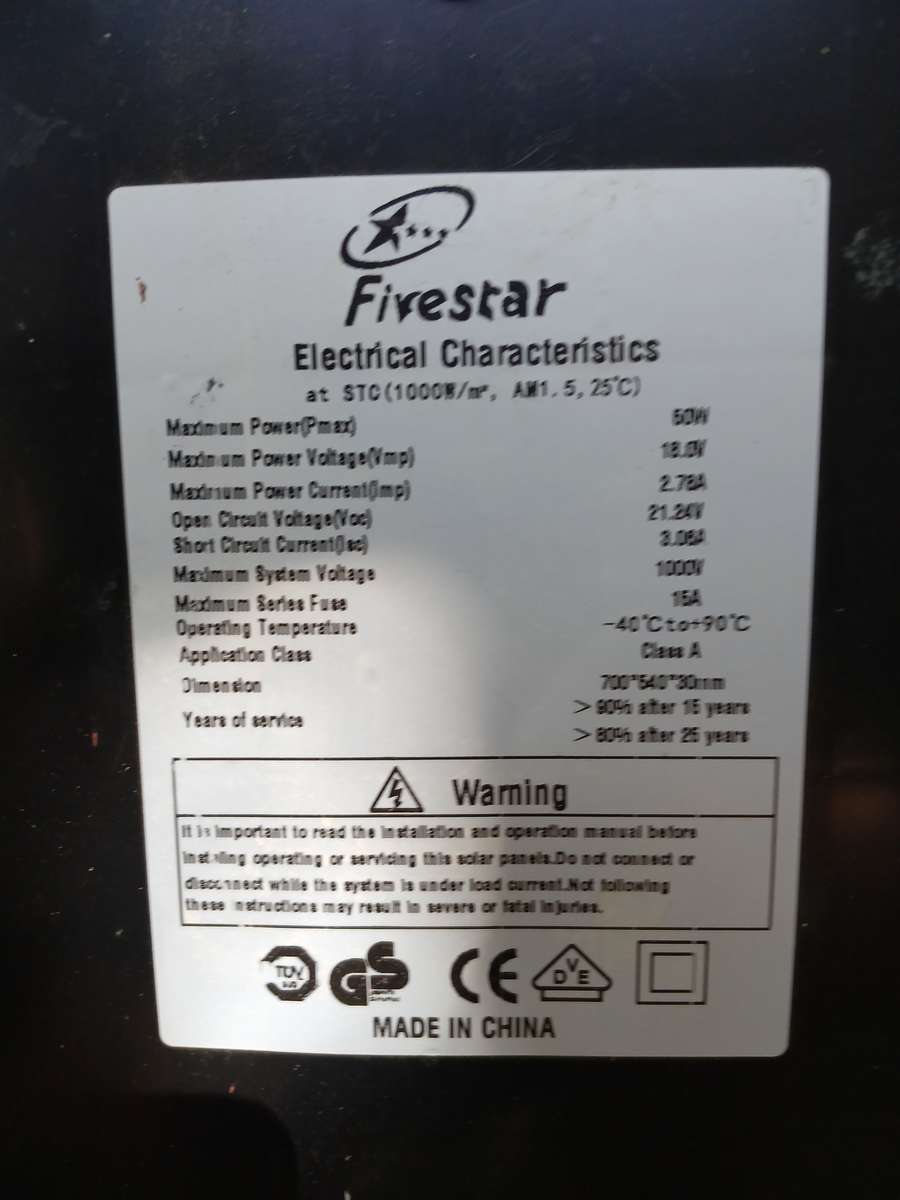 Fivestar
Electrical Characteristics
at STC(1000W/m², AM1.5, 25℃)
Maximum Power(Pmax) 50W
Maximum Power Voltage(Vmp) 18.0V
Maximum Power Current(Imp) 2.78A
Open Circuit Voltage(Voc) 21.24V
Short Circuit Current(Isc) 3.06A
Maximum System Voltage 1000V
Maximum Series Fuse 15A
Operating Temperature -40℃to+90℃
Application Class Class A
Dimension 700*540*30mm
Years of service >90% after 15 years
>80% after 25 years
Warning
It is important to read the installation and operation manual before
installing operating or servicing this solar panels.Do not connect or
disconnect while the system is under load current.Not following
these instructions may result in severe or fatal injuries.
TUV
GS
CE
DVE
MADE IN CHINA